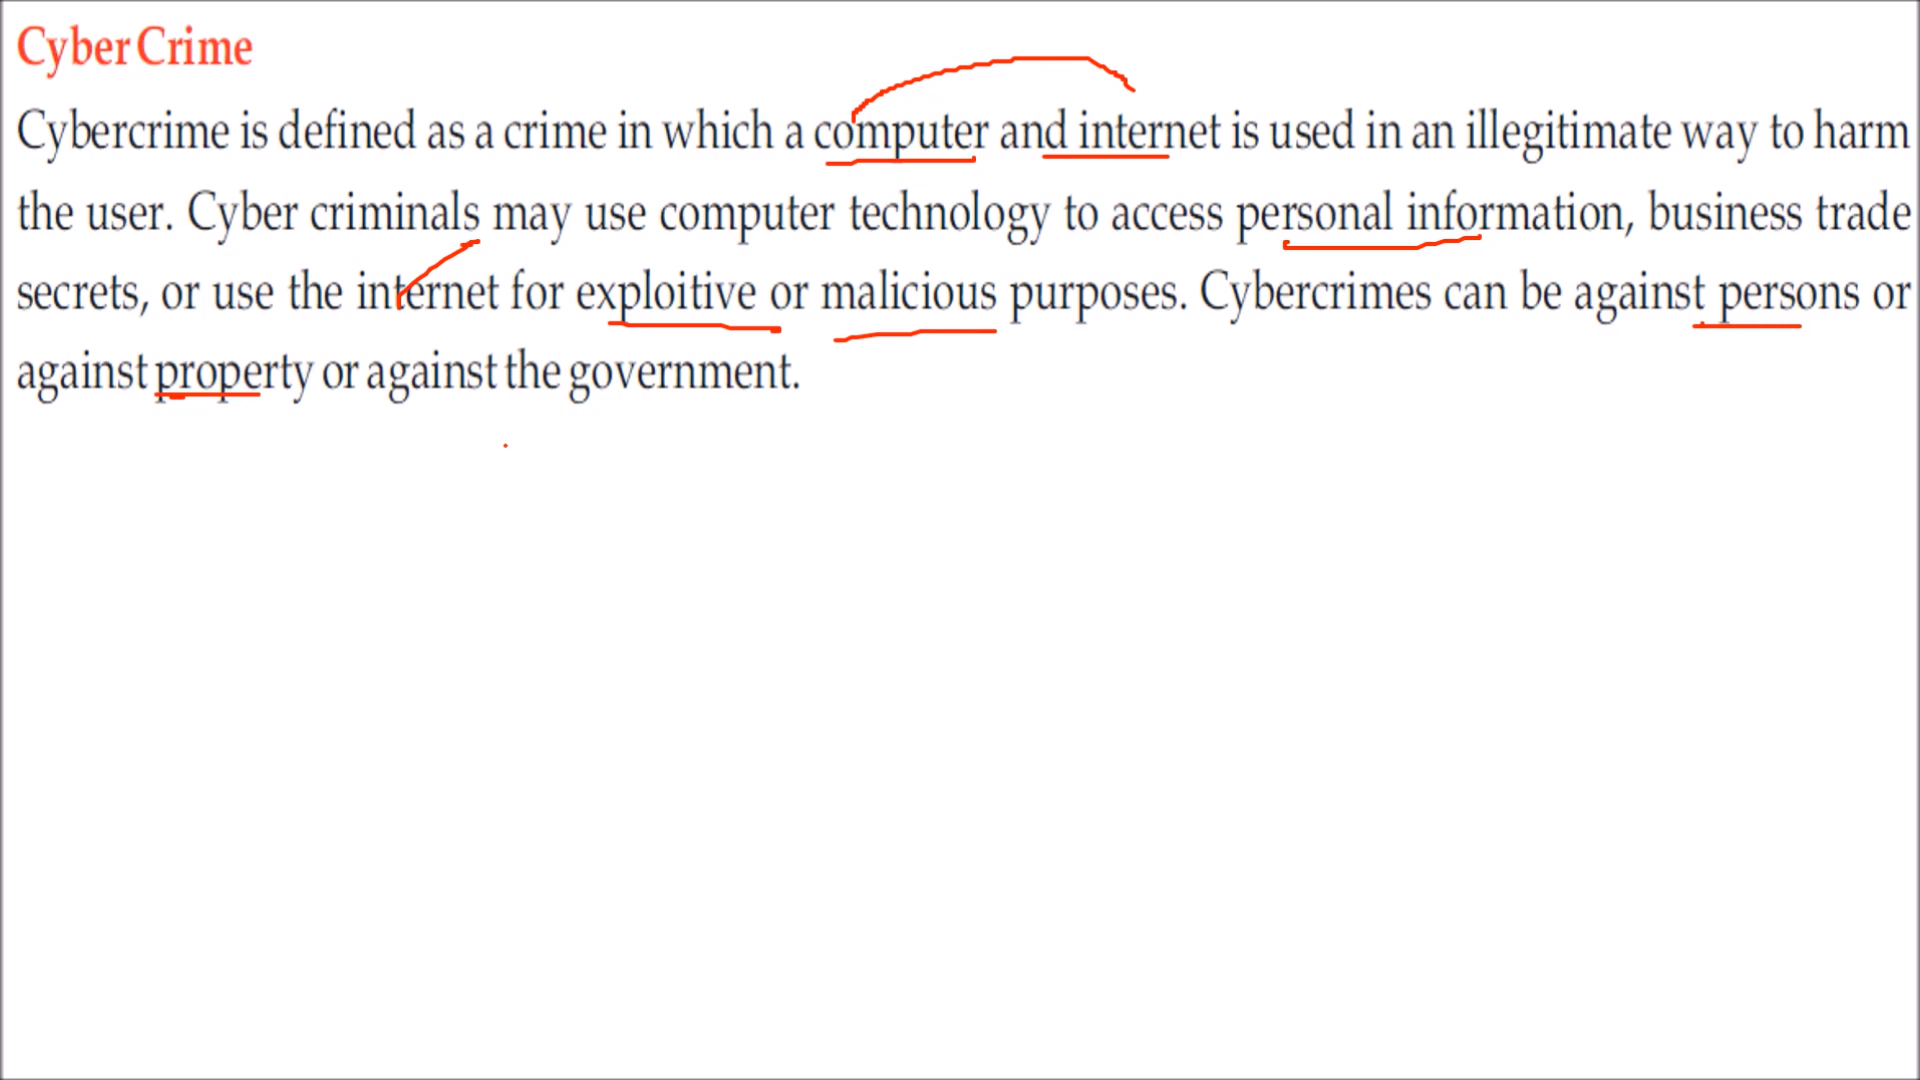 Cyber Crime
Cybercrime is defined as a crime in which a computer and internet is used in an illegitimate way to harm
the user. Cyber criminals may use computer technology to access personal information, business trade
secrets, or use the internet for exploitive or malicious purposes. Cybercrimes can be against persons or
against property or against the government.